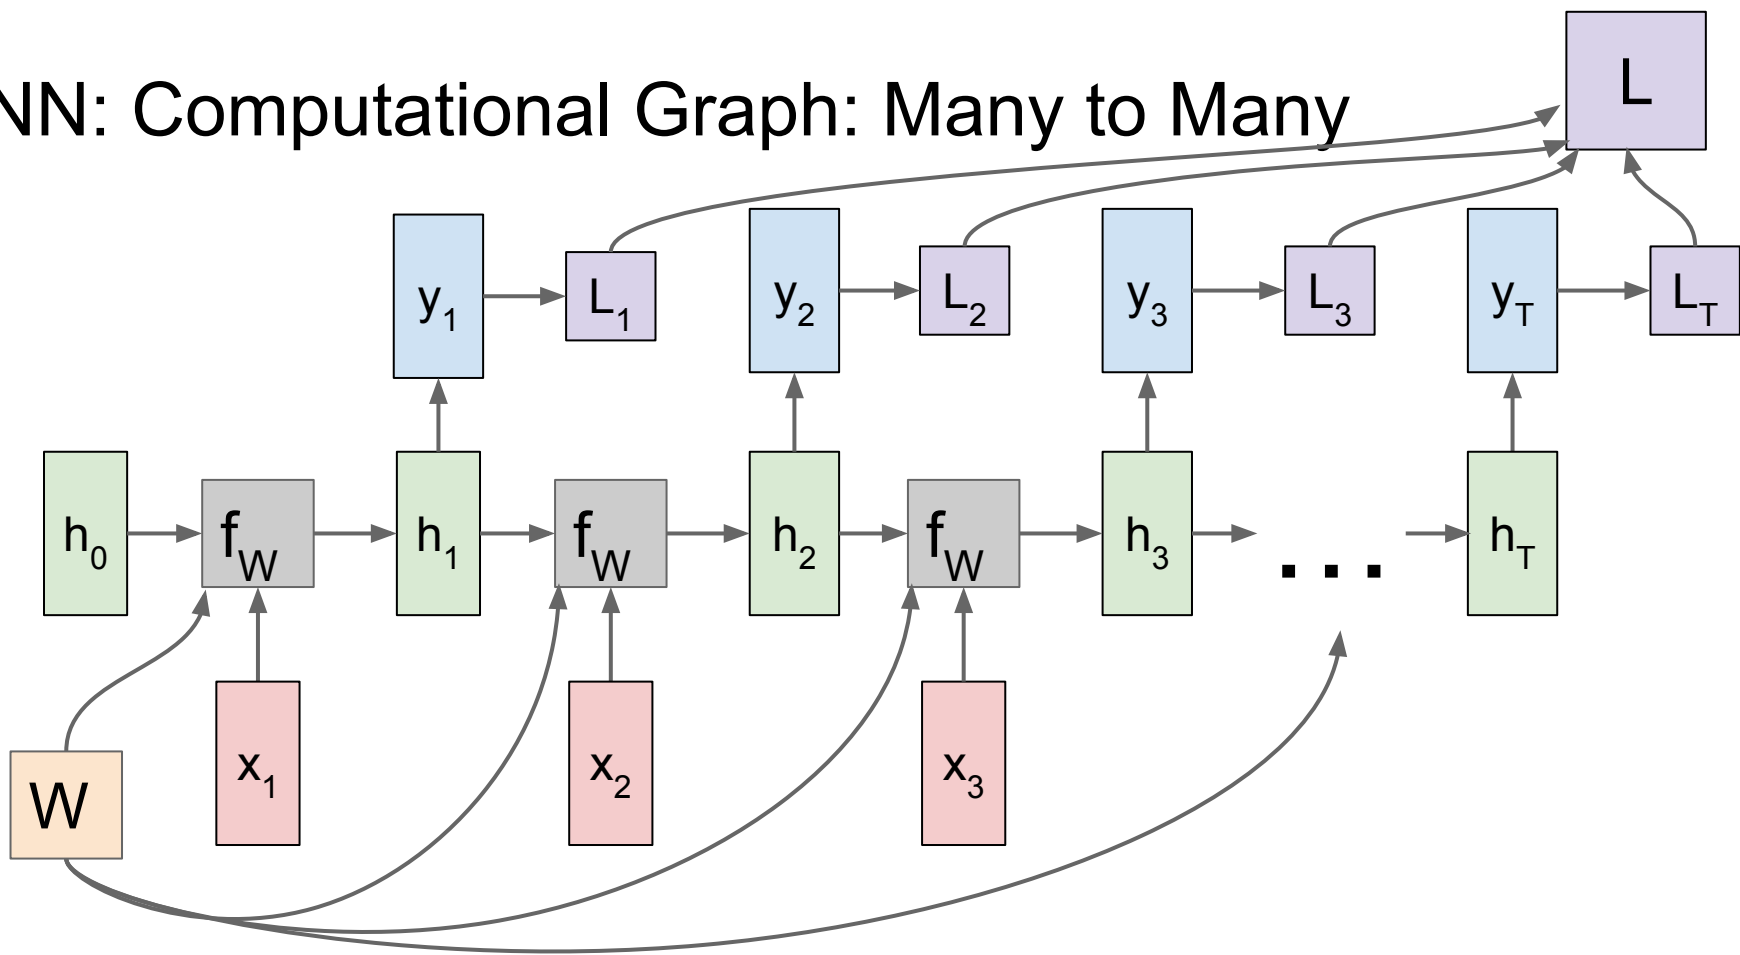 NN: Computational Graph: Many to Many
L
y1 L1 y2 L2 y3 L3 yT LT
h0 fW h1 fW h2 fW h3 ... hT
x1 x2 x3
W